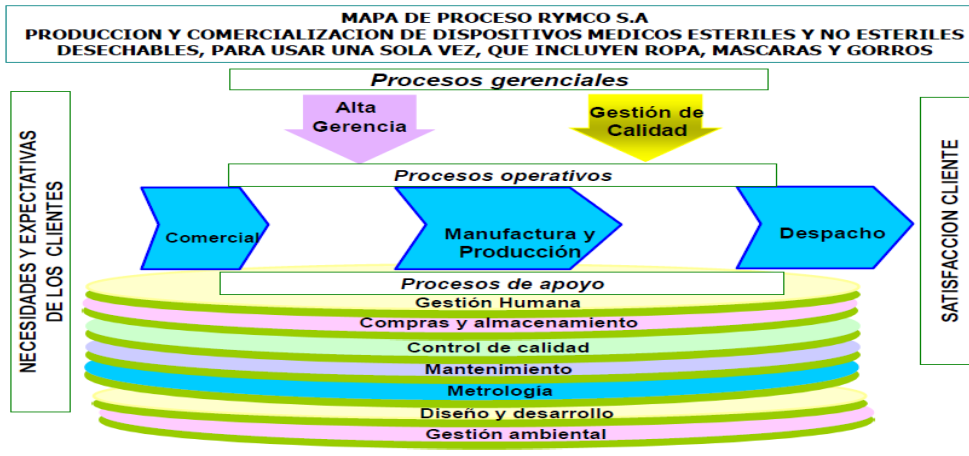 MAPA DE PROCESO RYMCO S.A
PRODUCCION Y COMERCIALIZACION DE DISPOSITIVOS MEDICOS ESTERILES Y NO ESTERILES
DESECHABLES, PARA USAR UNA SOLA VEZ, QUE INCLUYEN ROPA, MASCARAS Y GORROS
Procesos gerenciales
Alta
Gerencia
Gestión de
Calidad
NECESIDADES Y EXPECTATIVAS
DE LOS CLIENTES
Procesos operativos
Comercial
Manufactura y
Producción
Despacho
SATISFACCION CLIENTE
Procesos de apoyo
Gestión Humana
Compras y almacenamiento
Control de calidad
Mantenimiento
Metrología
Diseño y desarrollo
Gestión ambiental